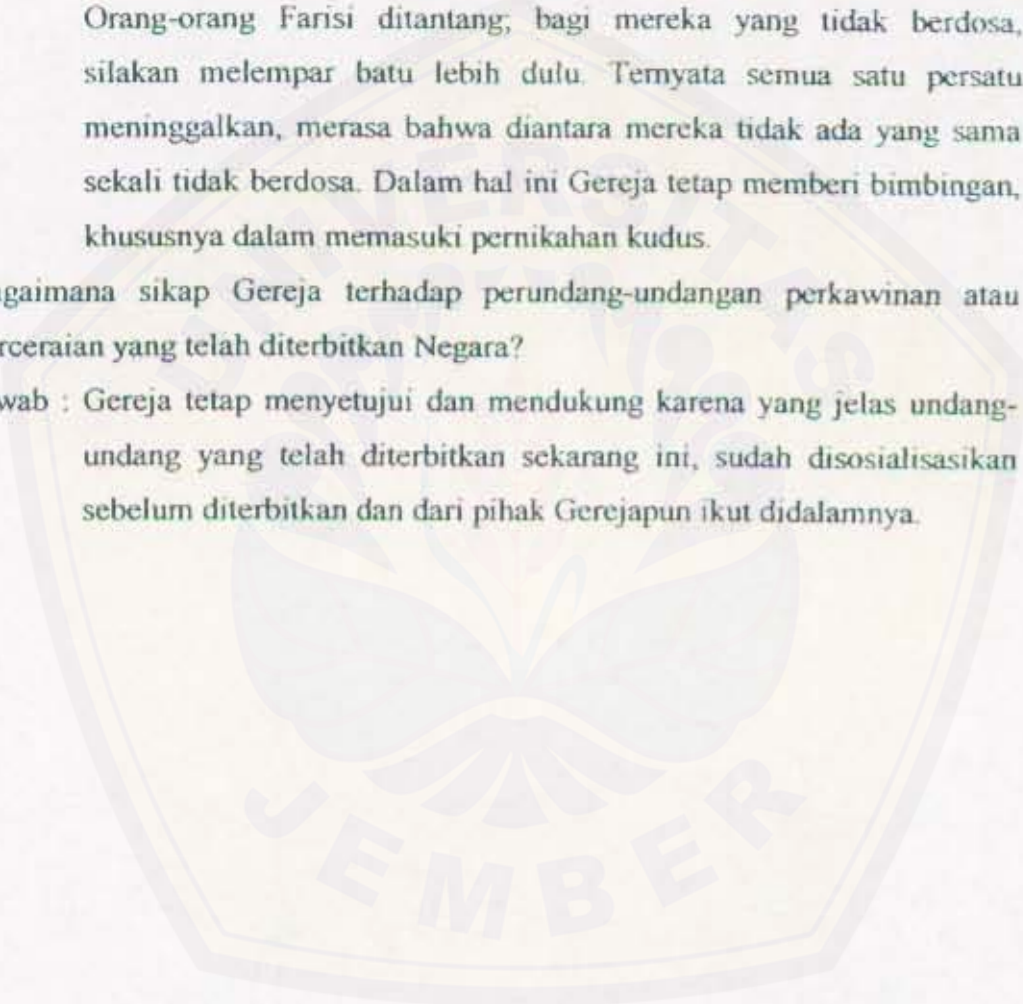 Orang-orang Farisi ditantang; bagi mereka yang tidak berdosa,
silakan melempar batu lebih dulu. Ternyata semua satu persatu
meninggalkan, merasa bahwa diantara mereka tidak ada yang sama
sekali tidak berdosa. Dalam hal ini Gereja tetap memberi bimbingan,
khususnya dalam memasuki pernikahan kudus.
agaimana sikap Gereja terhadap perundang-undangan perkawinan atau
rceraian yang telah diterbitkan Negara?
wab : Gereja tetap menyetujui dan mendukung karena yang jelas undang-
undang yang telah diterbitkan sekarang ini, sudah disosialisasikan
sebelum diterbitkan dan dari pihak Gerejapun ikut didalamnya.
UNIVERSITAS
JEMBER